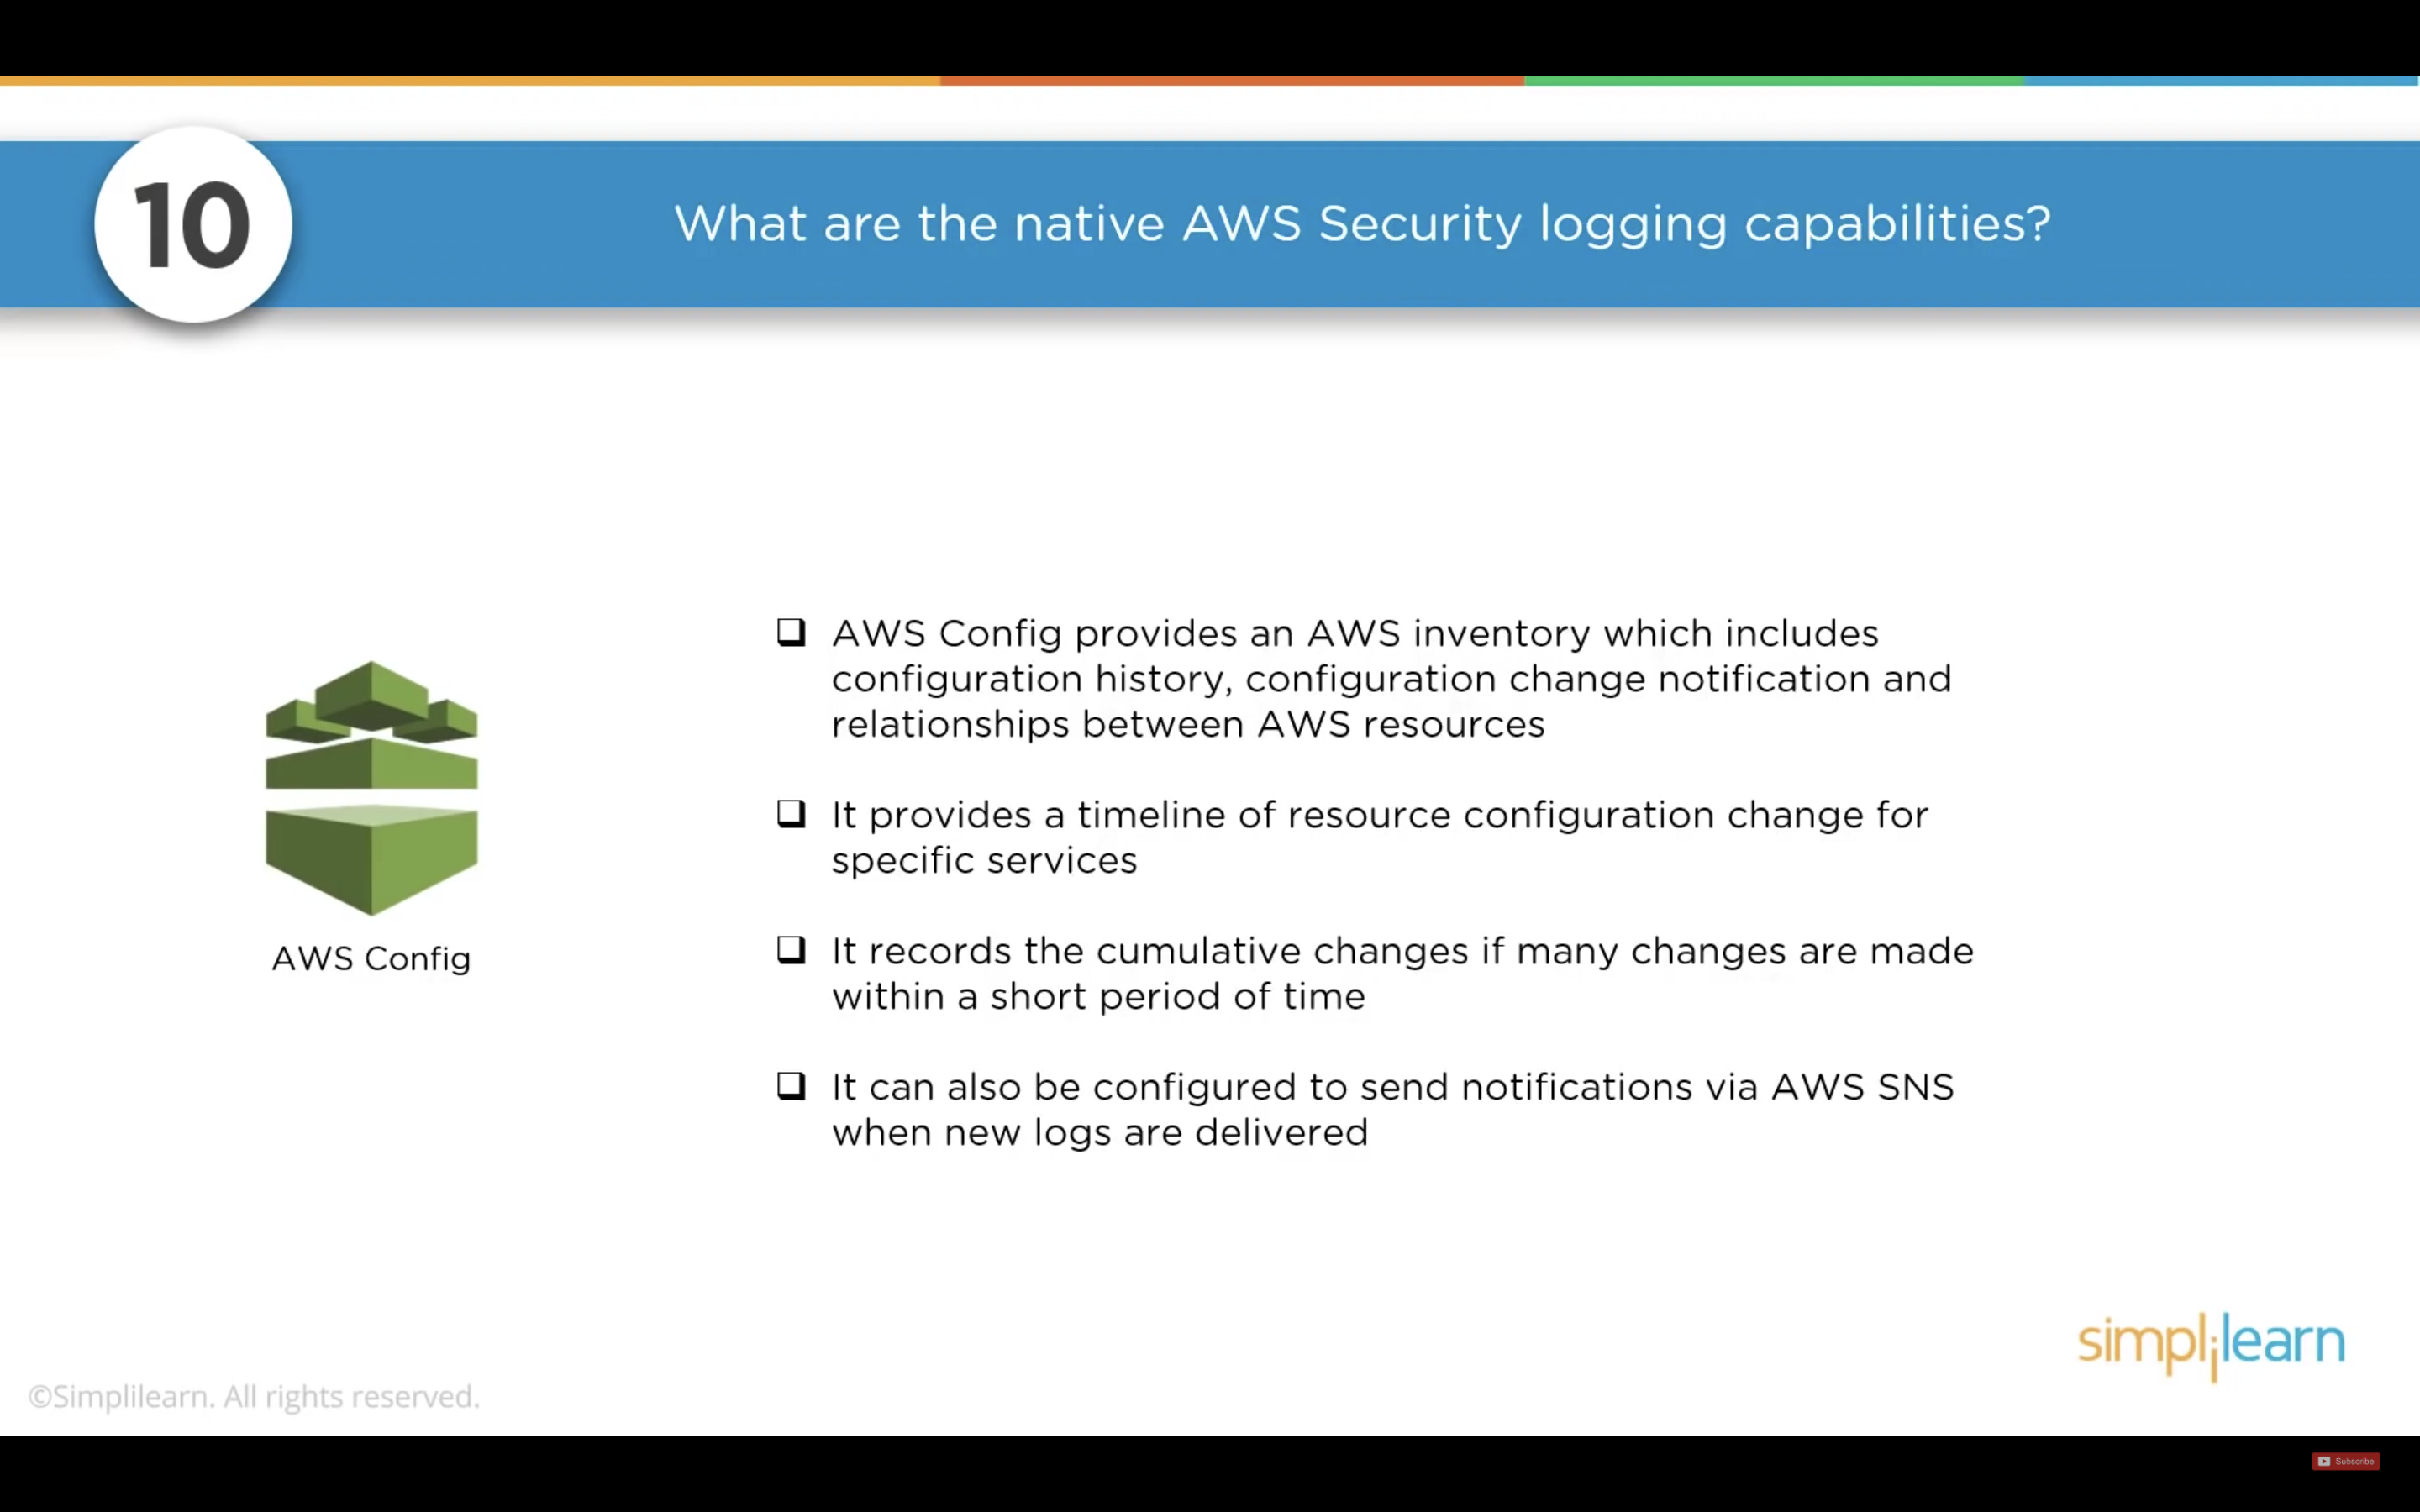 10
What are the native AWS Security logging capabilities?
AWS Config
AWS Config provides an AWS inventory which includes
configuration history, configuration change notification and
relationships between AWS resources
It provides a timeline of resource configuration change for
specific services
It records the cumulative changes if many changes are made
within a short period of time
It can also be configured to send notifications via AWS SNS
when new logs are delivered
simplilearn
©Simplilearn. All rights reserved.
Subscribe